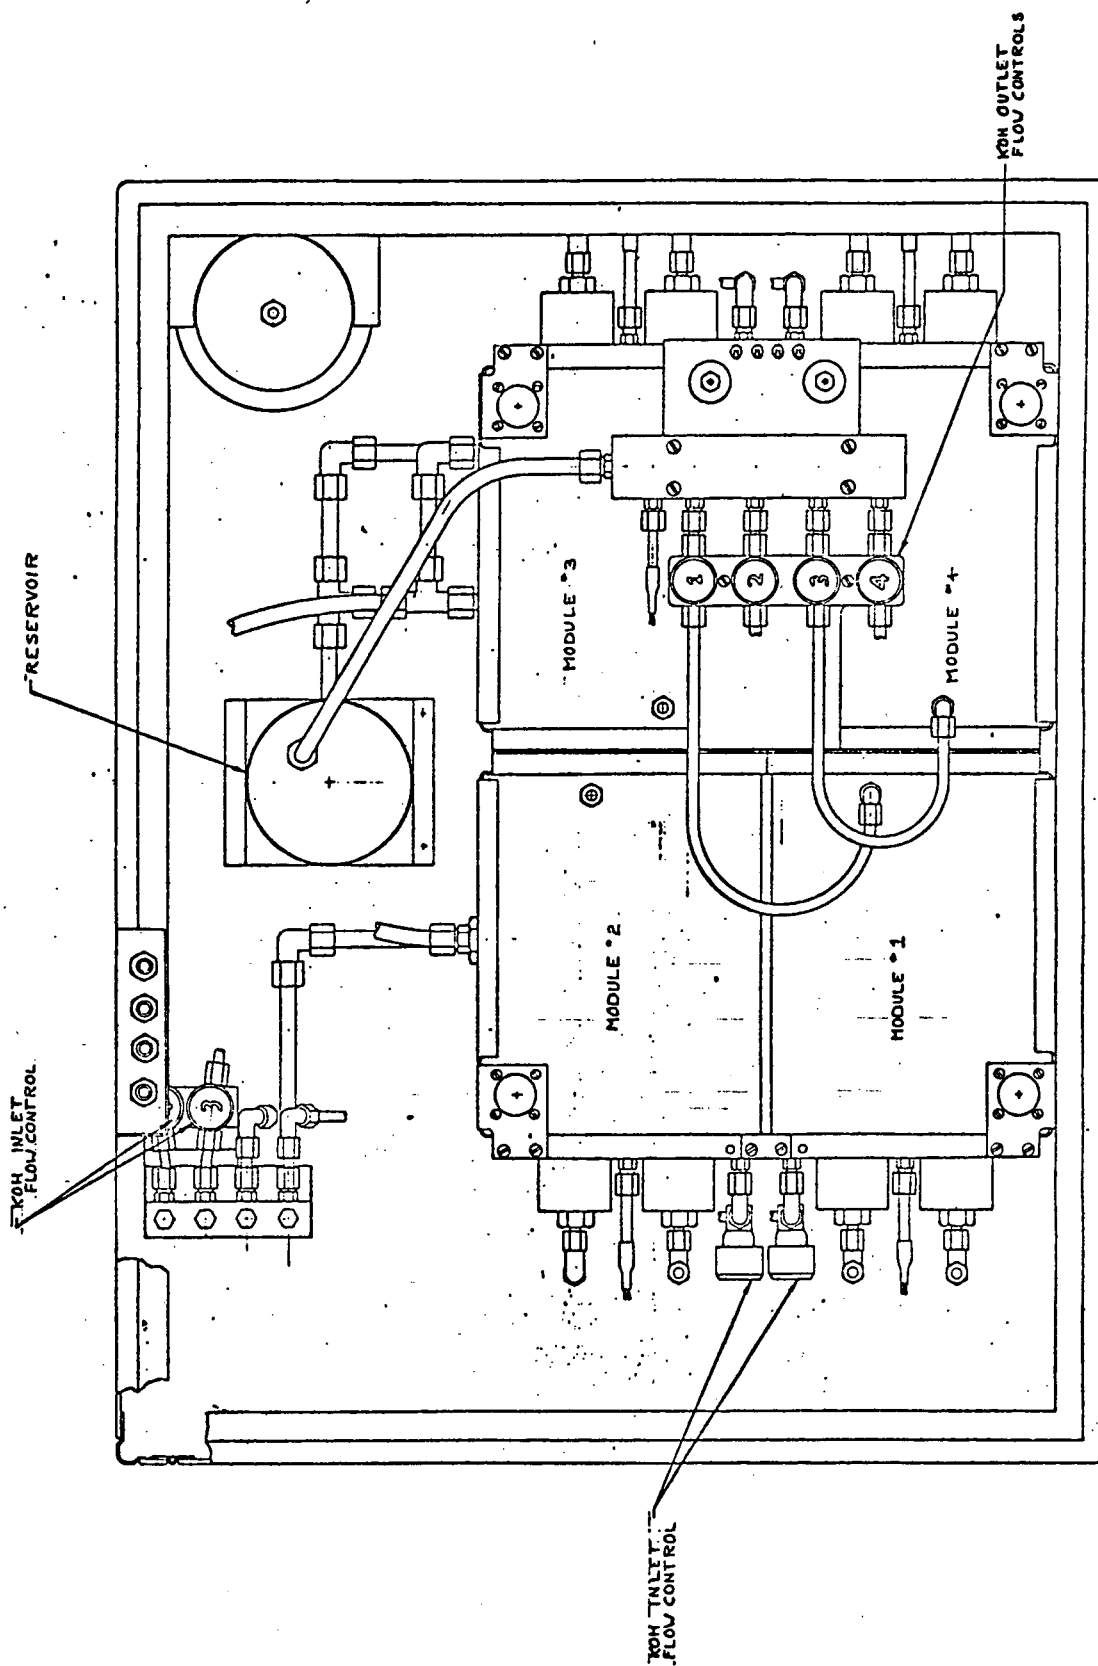 KOH INLET
FLOW CONTROL
RESERVOIR
3
MODULE #3
MODULE #4
1
2
3
4
MODULE #2
MODULE #1
KOH INLET
FLOW CONTROL
KOH OUTLET
FLOW CONTROLS